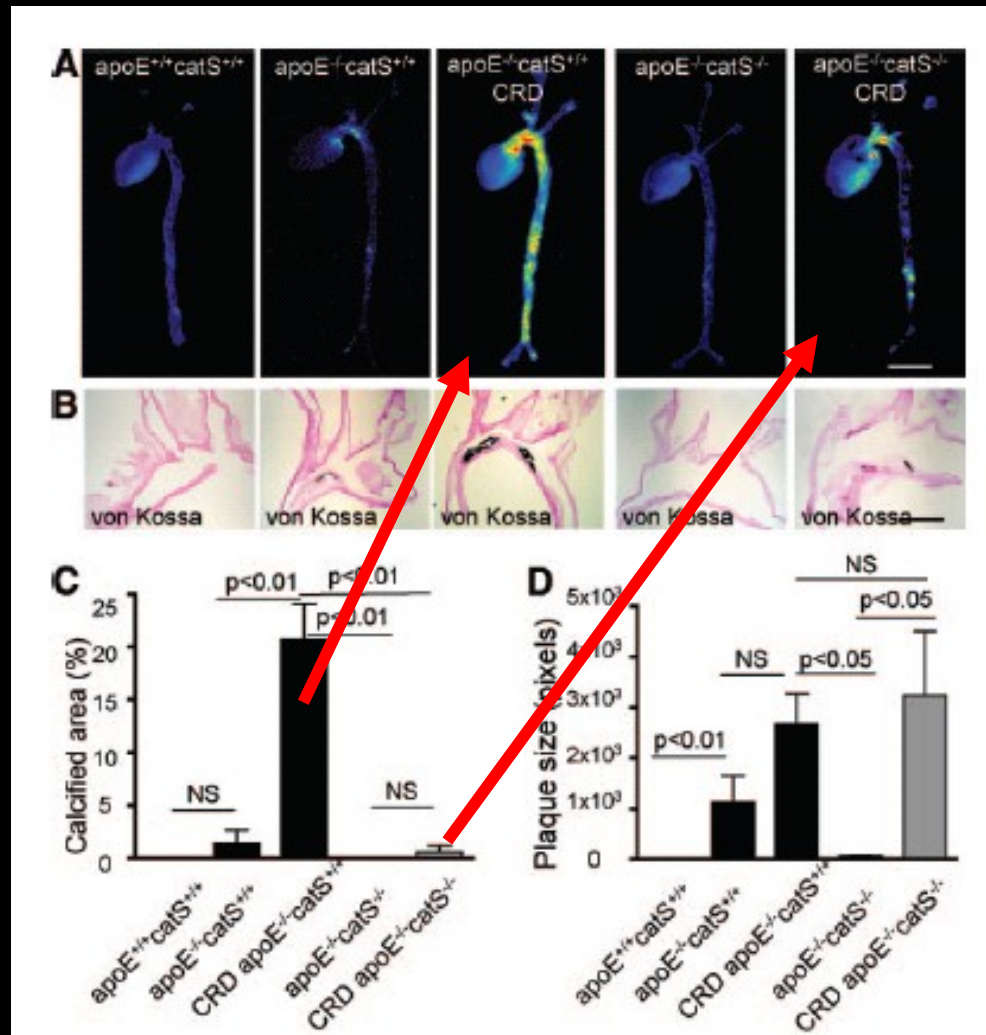 A
apoE+/+catS+/+
apoE-/-catS+/+
apoE-/-catS+/+
CRD
apoE-/-catS-/-
apoE-/-catS-/-
CRD
B
von Kossa
von Kossa
von Kossa
von Kossa
von Kossa
C
Calcified area (%)
25
20
15
10
5
0
p<0.01
p<0.01
p<0.01
NS
NS
apoE+/+catS+/+
apoE-/-catS+/+
CRD apoE-/-catS+/+
apoE-/-catS-/-
CRD apoE-/-catS-/-
D
Plaque size (pixels)
5x10³
4x10³
3x10³
2x10³
1x10³
0
NS
p<0.05
NS
p<0.05
p<0.01
apoE+/+catS+/+
apoE-/-catS+/+
CRD apoE-/-catS+/+
apoE-/-catS-/-
CRD apoE-/-catS-/-